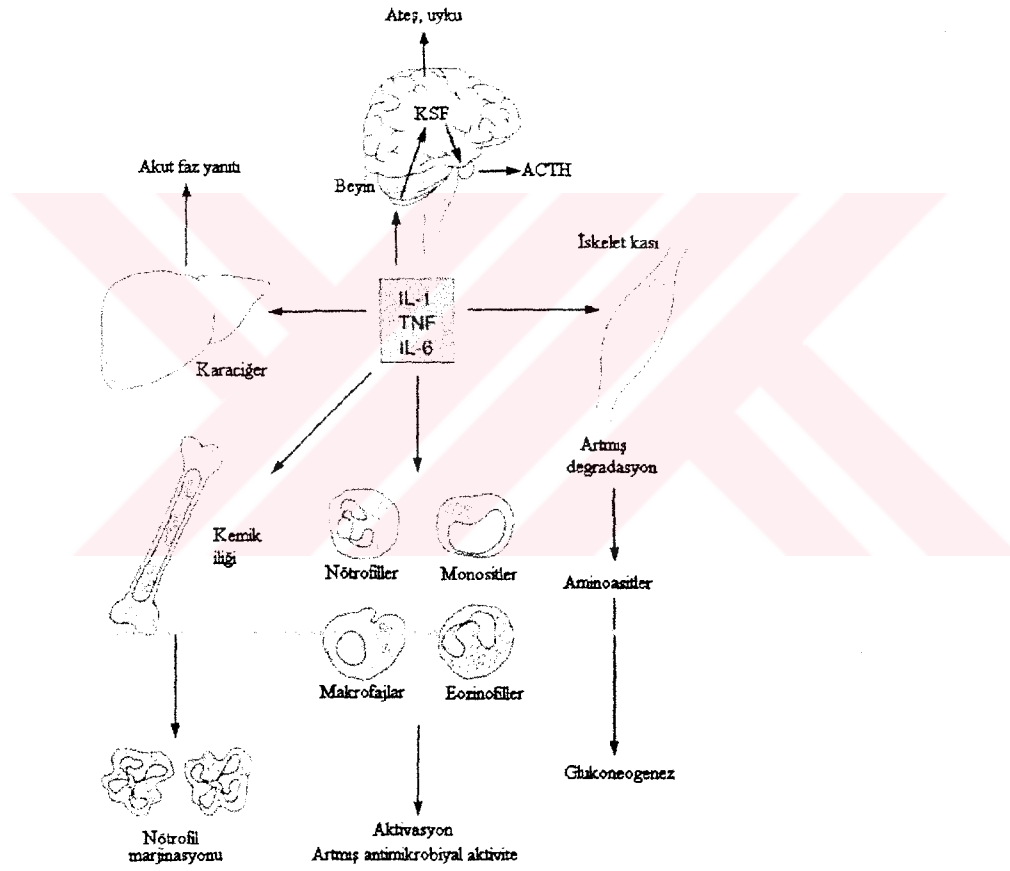 Ateş, uyku
KSF
Akut faz yanıtı
Beyin
ACTH
İskelet kası
IL-1
TNF
IL-6
Karaciğer
Artmış
degradasyon
Kemik
iliği
Nötrofiller
Monositler
Aminoasitler
Makrofajlar
Eozinofiller
Glukoneogenez
Nötrofil
marjinasyonu
Aktivasyon
Artmış antimikrobiyal aktivite